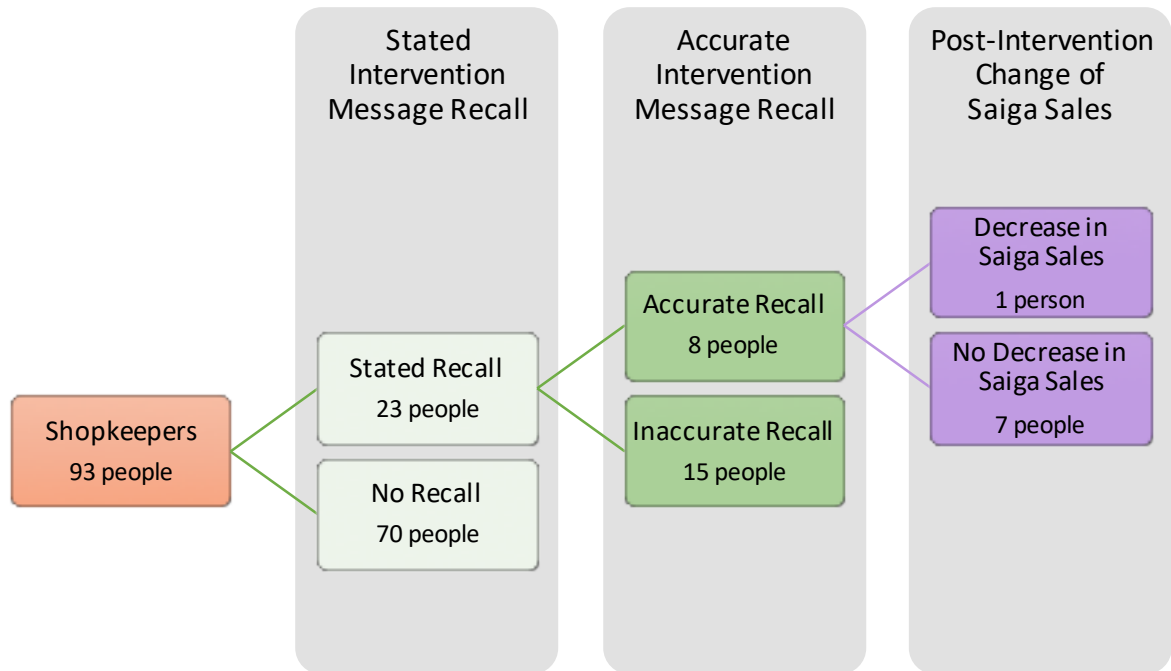 Stated
Intervention
Message Recall
Accurate
Intervention
Message Recall
Post-Intervention
Change of
Saiga Sales
Shopkeepers
93 people
Stated Recall
23 people
No Recall
70 people
Accurate Recall
8 people
Inaccurate Recall
15 people
Decrease in
Saiga Sales
1 person
No Decrease in
Saiga Sales
7 people